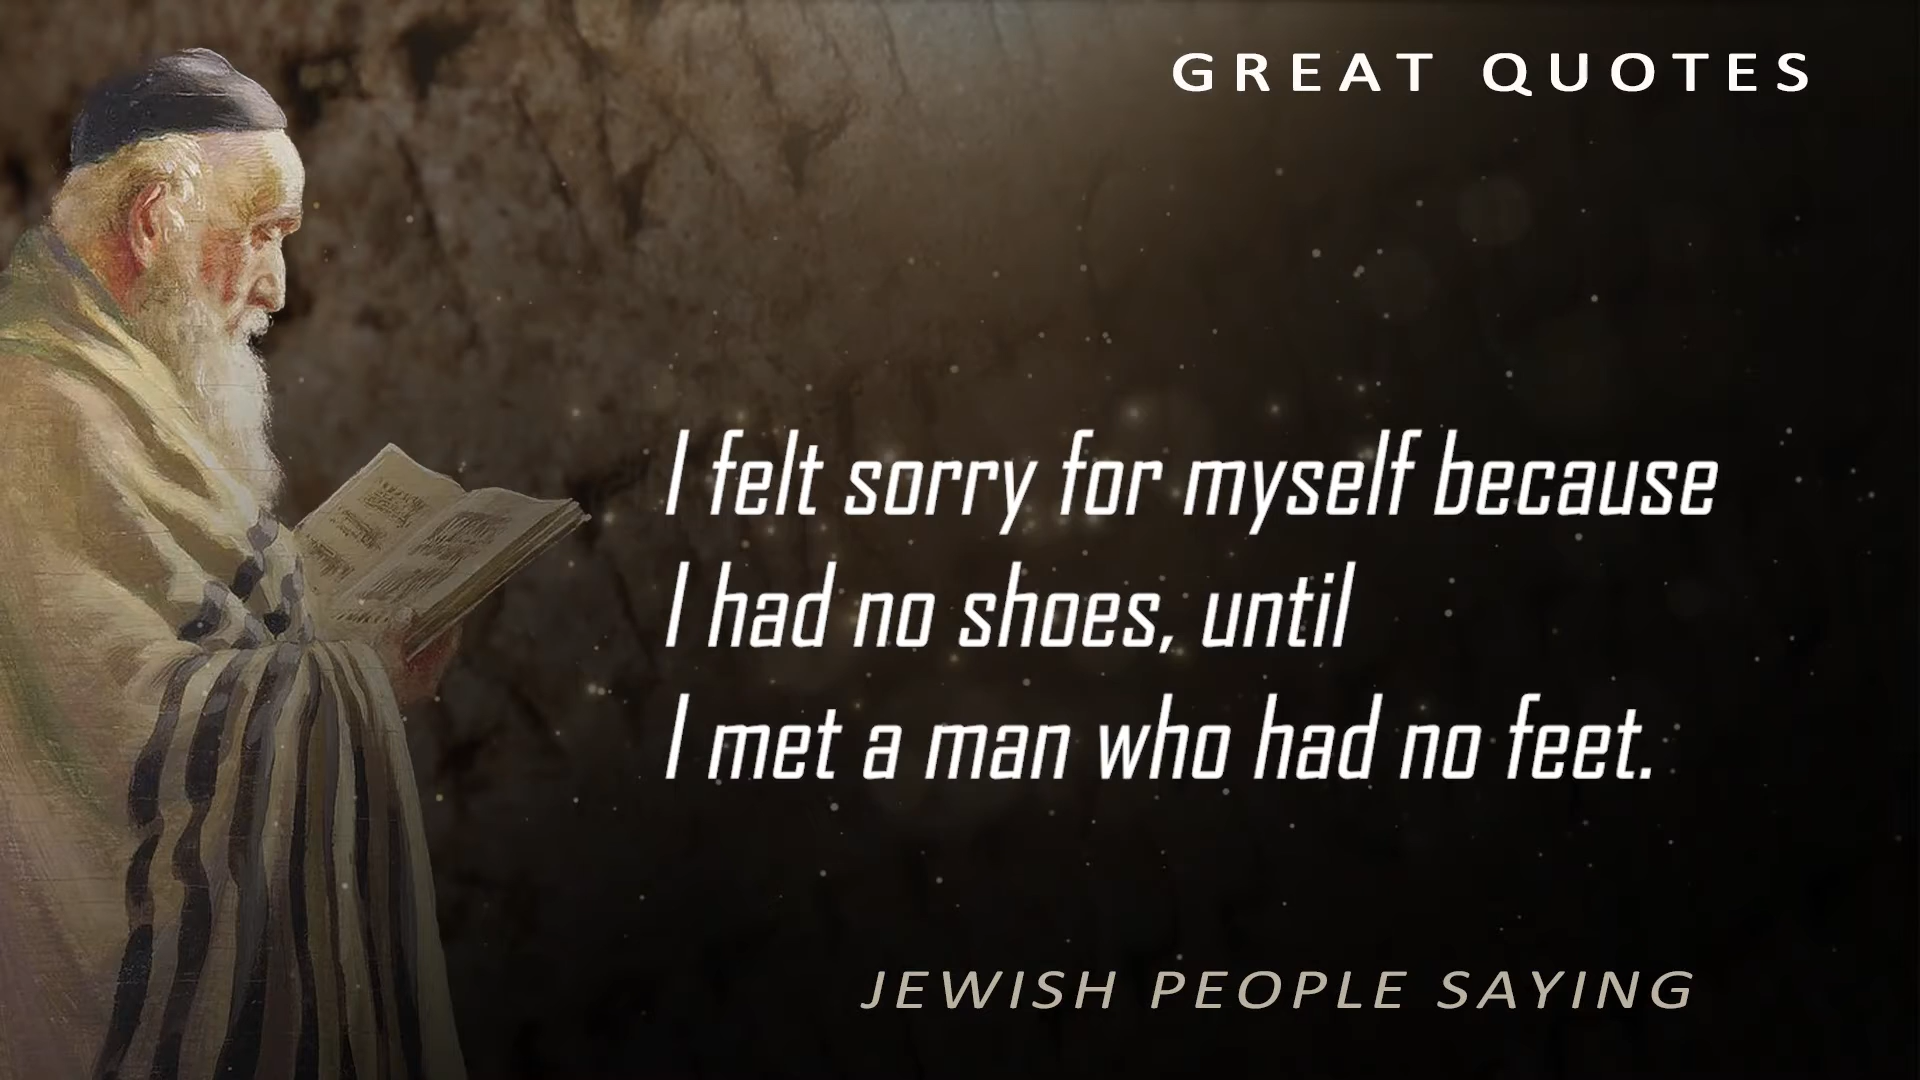 GREAT QUOTES
I felt sorry for myself because
I had no shoes, until
I met a man who had no feet.
JEWISH PEOPLE SAYING